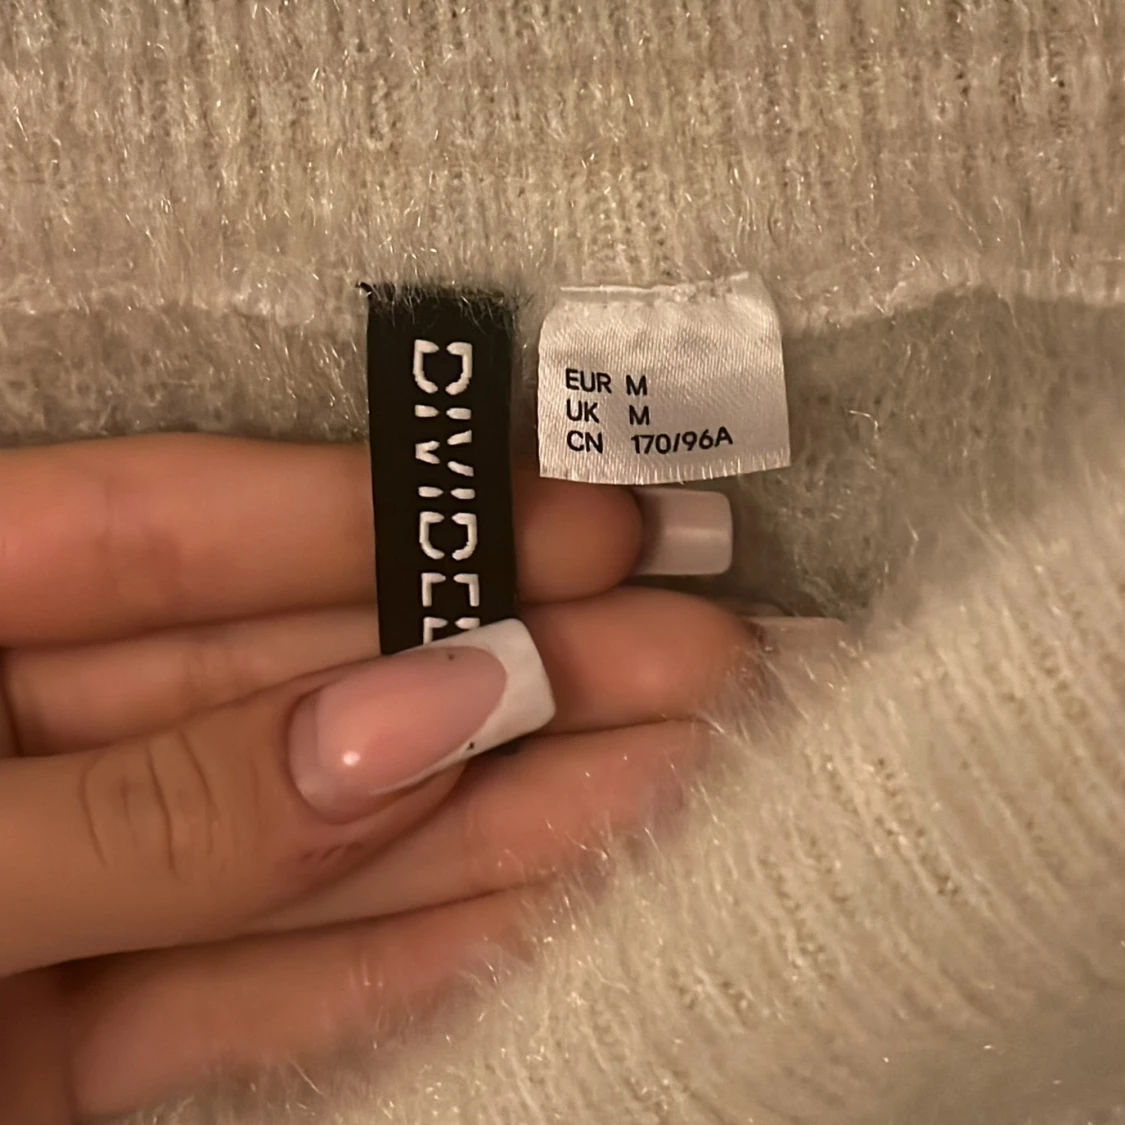 DIVIDE
EUR M
UK M
CN 170/96A